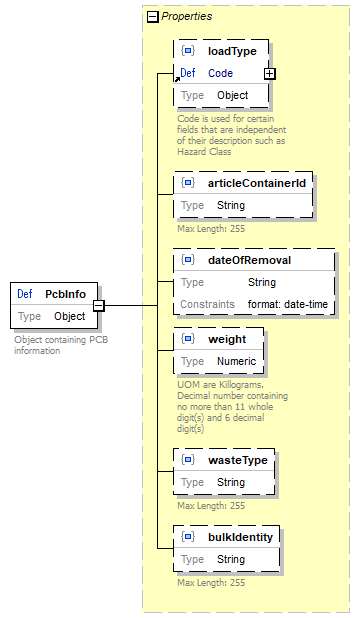 Properties
loadType
Def Code
Type Object
Code is used for certain
fields that are independent
of their description such as
Hazard Class
articleContainerId
Type String
Max Length: 255
dateOfRemoval
Type String
Constraints format: date-time
Def PcbInfo
Type Object
Object containing PCB
information
weight
Type Numeric
UOM are Killograms.
Decimal number containing
no more than 11 whole
digit(s) and 6 decimal
digit(s)
wasteType
Type String
Max Length: 255
bulkIdentity
Type String
Max Length: 255